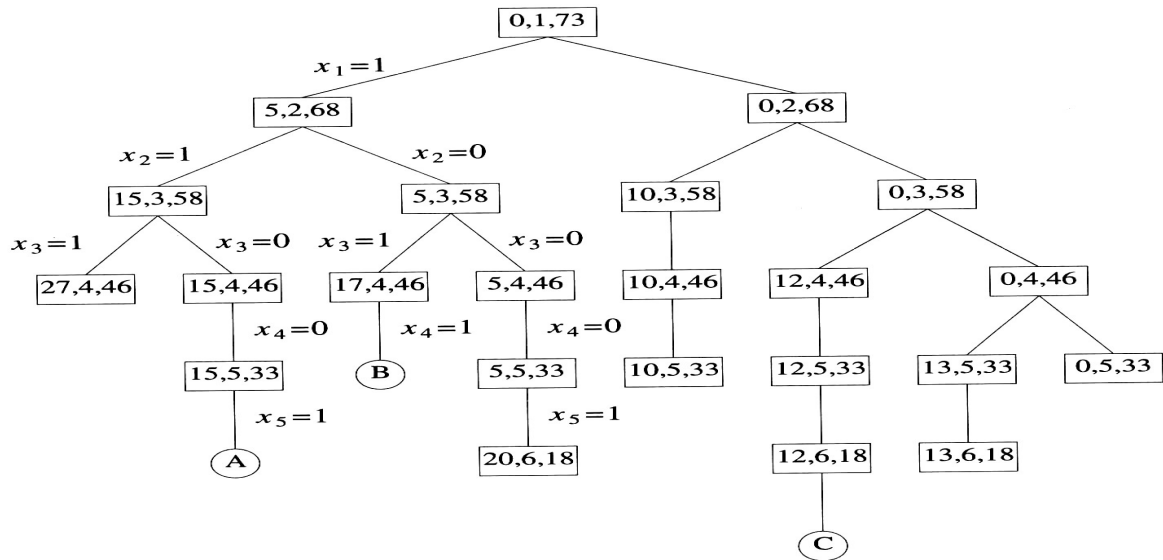 0,1,73
x1=1
5,2,68 0,2,68
x2=1 x2=0
15,3,58 5,3,58 10,3,58 0,3,58
x3=1 x3=0 x3=1 x3=0
27,4,46 15,4,46 17,4,46 5,4,46 10,4,46 12,4,46 0,4,46
x4=0 x4=1 x4=0
15,5,33 B 5,5,33 10,5,33 12,5,33 13,5,33 0,5,33
x5=1 x5=1
A 20,6,18 12,6,18 13,6,18
C